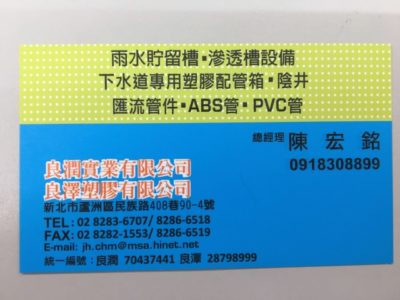 雨水貯留槽•滲透槽設備
下水道專用塑膠配管箱•陰井
匯流管件•ABS管•PVC管
總經理 陳宏銘
0918308899
良潤實業有限公司
良澤塑膠有限公司
新北市蘆洲區民族路408巷90-4號
TEL: 02 8283-6707/ 8286-6518
FAX: 02 8282-1553/ 8286-6519
E-mail: jh.chm@msa.hinet.net
統一編號：良潤 70437441 良澤 28798999